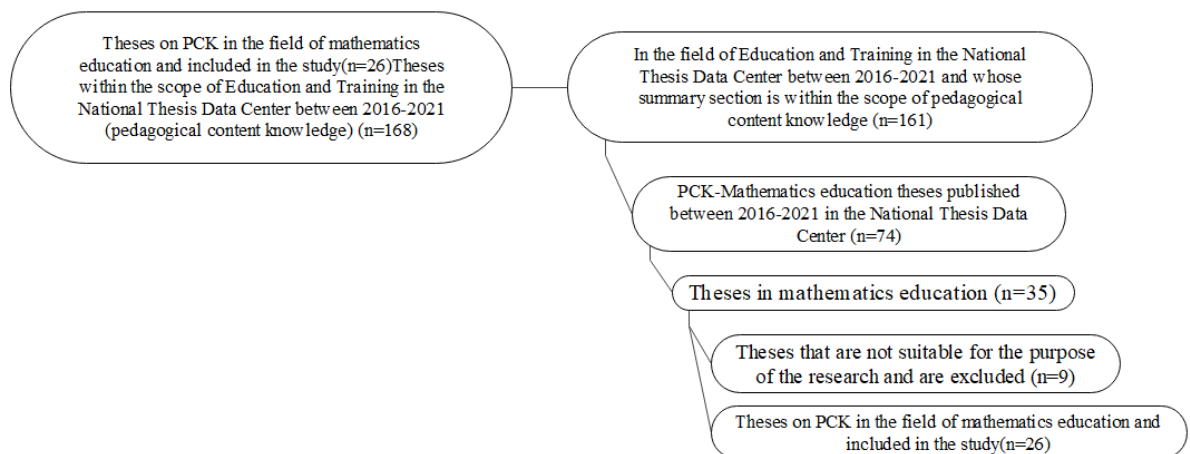 Theses on PCK in the field of mathematics
education and included in the study(n=26)Theses
within the scope of Education and Training in the
National Thesis Data Center between 2016-2021
(pedagogical content knowledge) (n=168)
In the field of Education and Training in the National
Thesis Data Center between 2016-2021 and whose
summary section is within the scope of pedagogical
content knowledge (n=161)
PCK-Mathematics education theses published
between 2016-2021 in the National Thesis Data
Center (n=74)
Theses in mathematics education (n=35)
Theses that are not suitable for the purpose
of the research and are excluded (n=9)
Theses on PCK in the field of mathematics education and
included in the study(n=26)